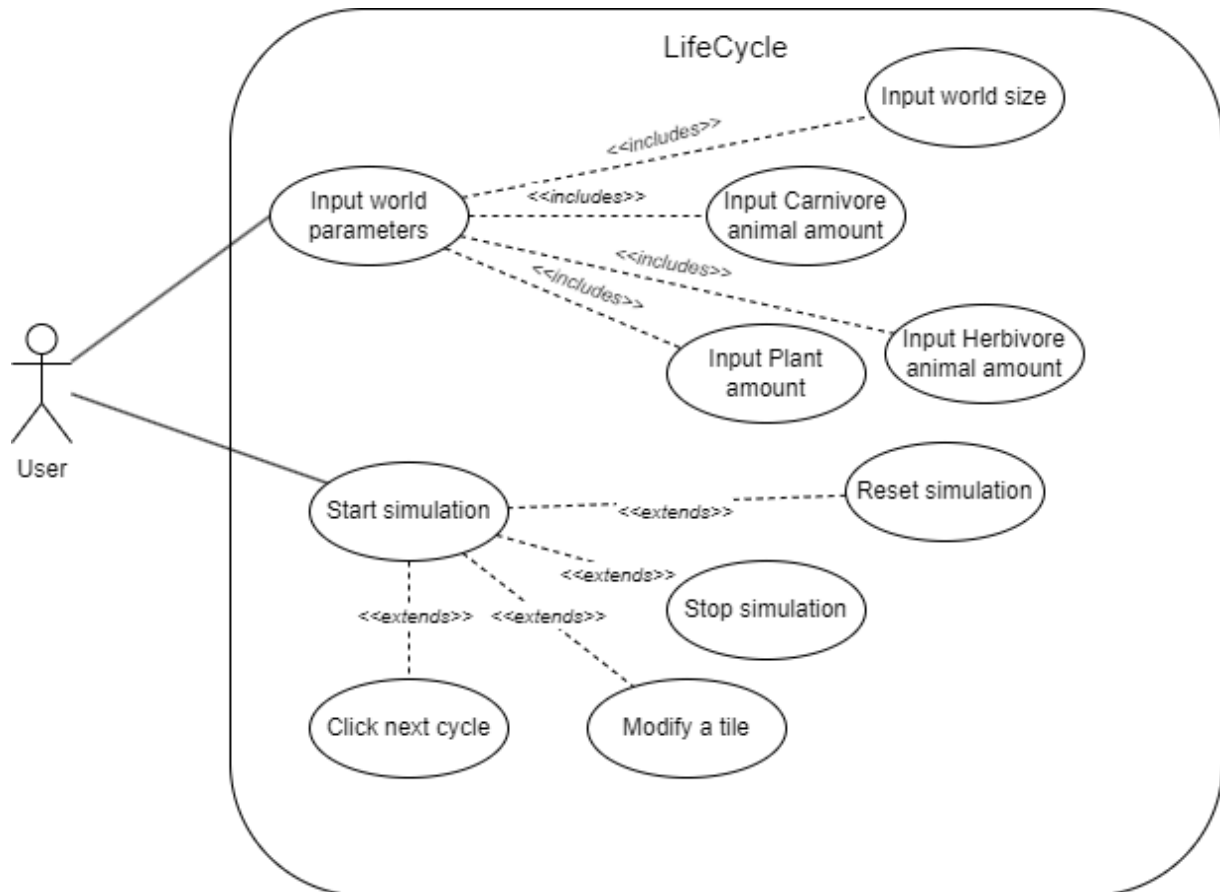 LifeCycle
Input world size
<<includes>>
Input world
parameters
<<includes>>
Input Carnivore
animal amount
<<includes>>
<<includes>>
Input Herbivore
animal amount
Input Plant
amount
User
Start simulation
Reset simulation
<<extends>>
<<extends>>
Stop simulation
<<extends>>
<<extends>>
Click next cycle
Modify a tile